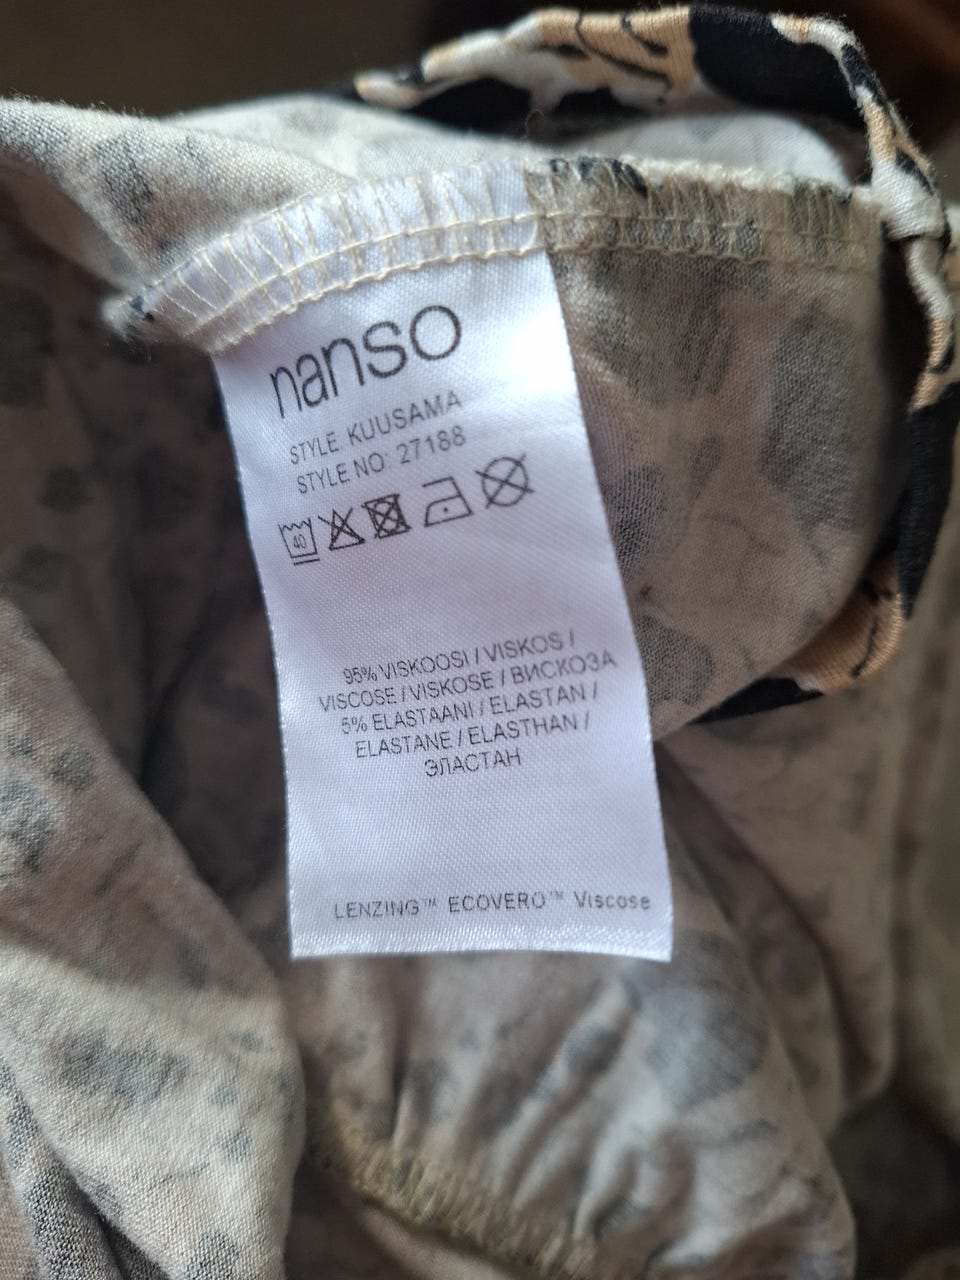 nanso
STYLE KUUSAMA
STYLE NO: 27188
40
95% VISKOOSI / VISKOS /
VISCOSE / VISKOSE / ВИСКОЗА
5% ELASTAANI / ELASTAN /
ELASTANE / ELASTHAN /
ЭЛАСТАН
LENZING™ ECOVERO™ Viscose